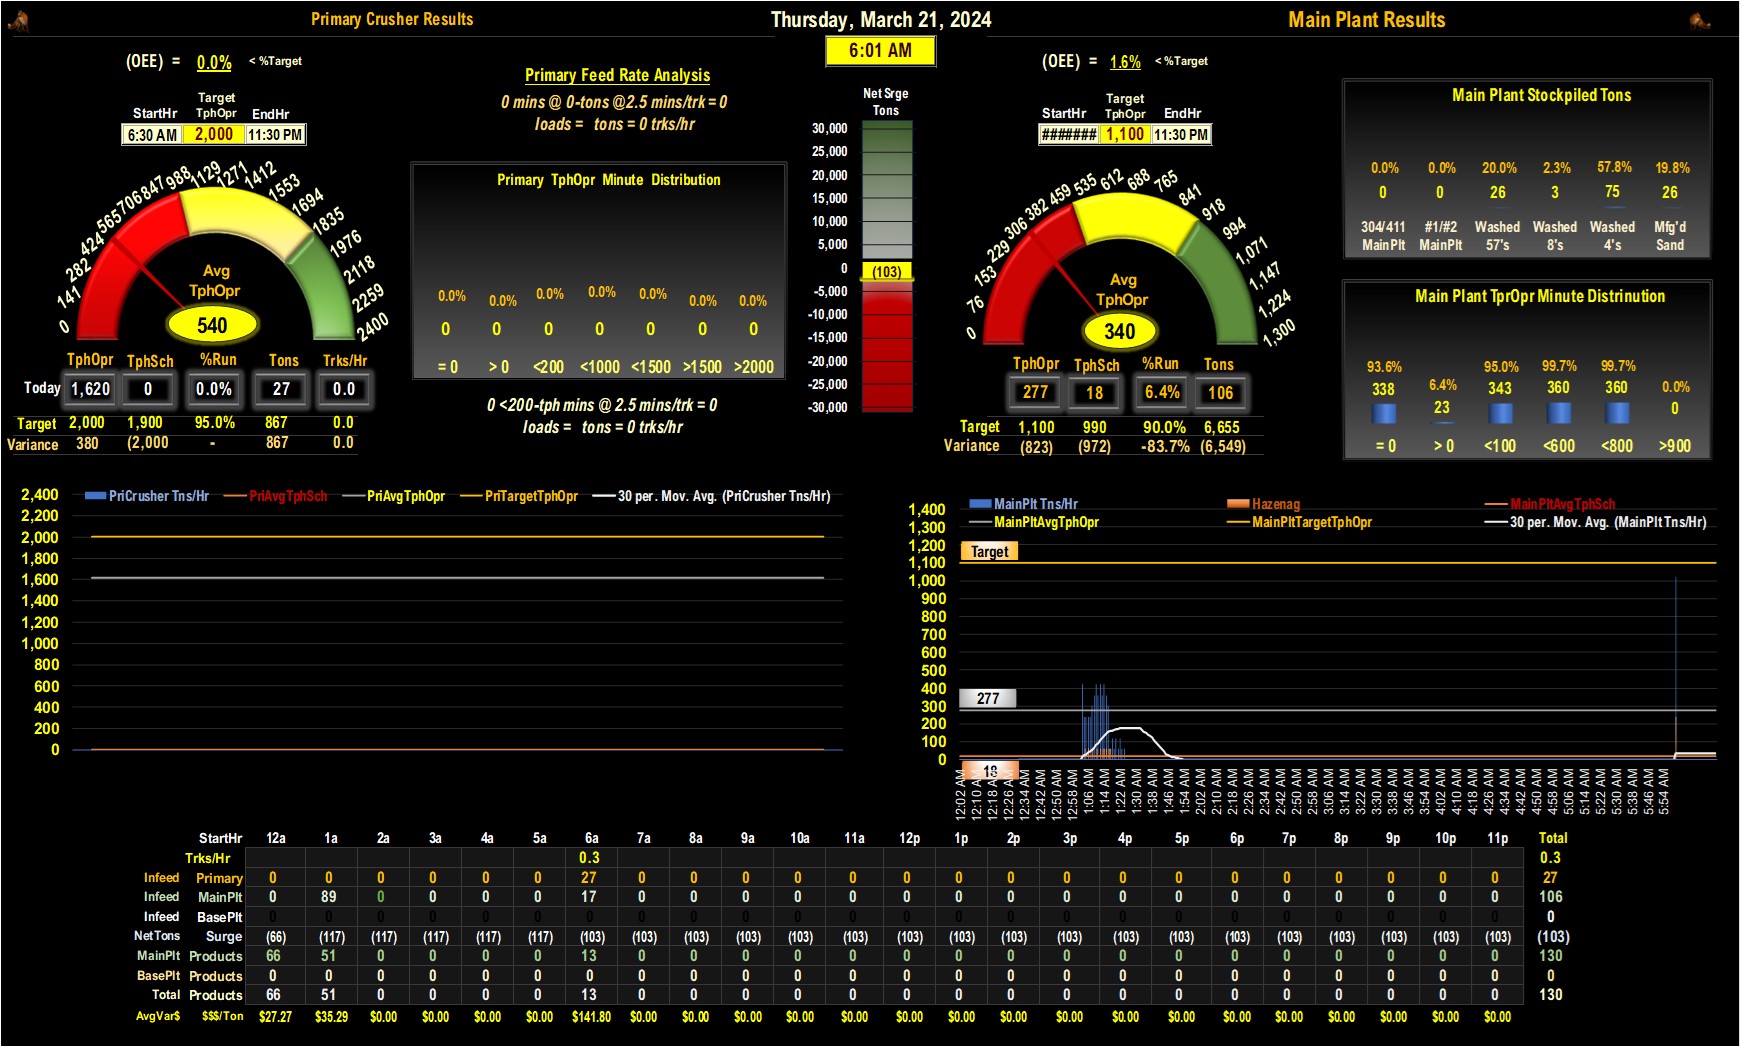 Primary Crusher Results
Thursday, March 21, 2024
Main Plant Results
6:01 AM
(OEE) = 0.0% < %Target
StartHr Target TphOpr EndHr
6:30 AM 2,000 11:30 PM
0 141 282 424 565 706 847 988 1129 1271 1412 1553 1694 1835 1976 2118 2259 2400
Avg
TphOpr
540
TphOpr TphSch %Run Tons Trks/Hr
Today 1,620 0 0.0% 27 0.0
Target 2,000 1,900 95.0% 867 0.0
Variance 380 (2,000 - 867 0.0
Primary Feed Rate Analysis
0 mins @ 0-tons @2.5 mins/trk = 0
loads = tons = 0 trks/hr
Primary TphOpr Minute Distribution
0.0% 0.0% 0.0% 0.0% 0.0% 0.0% 0.0%
0 0 0 0 0 0 0
= 0 > 0 <200 <1000 <1500 >1500 >2000
0 <200-tph mins @ 2.5 mins/trk = 0
loads = tons = 0 trks/hr
Net Srge
Tons
30,000
25,000
20,000
15,000
10,000
5,000
0
(103)
-5,000
-10,000
-15,000
-20,000
-25,000
-30,000
(OEE) = 1.6% < %Target
StartHr Target TphOpr EndHr
####### 1,100 11:30 PM
0 76 153 229 306 382 459 535 612 688 765 841 918 994 1,071 1,147 1,224 1,300
Avg
TphOpr
340
TphOpr TphSch %Run Tons
277 18 6.4% 106
Target 1,100 990 90.0% 6,655
Variance (823) (972) -83.7% (6,549)
Main Plant Stockpiled Tons
0.0% 0.0% 20.0% 2.3% 57.8% 19.8%
0 0 26 3 75 26
304/411 #1/#2 Washed Washed Washed Mfg'd
MainPlt MainPlt 57's 8's 4's Sand
Main Plant TprOpr Minute Distrinution
93.6% 6.4% 95.0% 99.7% 99.7% 0.0%
338 23 343 360 360 0
= 0 > 0 <100 <600 <800 >900
PriCrusher Tns/Hr PriAvgTphSch PriAvgTphOpr PriTargetTphOpr 30 per. Mov. Avg. (PriCrusher Tns/Hr)
2,400
2,200
2,000
1,800
1,600
1,400
1,200
1,000
800
600
400
200
0
MainPlt Tns/Hr Hazenag MainPltAvgTphSch
MainPltAvgTphOpr MainPltTargetTphOpr 30 per. Mov. Avg. (MainPlt Tns/Hr)
1,400
1,300
1,200
1,100
1,000
900
800
700
600
500
400
300
200
100
0
Target
277
18
12:02 AM 12:10 AM 12:18 AM 12:26 AM 12:34 AM 12:42 AM 12:50 AM 12:58 AM 1:06 AM 1:14 AM 1:22 AM 1:30 AM 1:38 AM 1:46 AM 1:54 AM 2:02 AM 2:10 AM 2:18 AM 2:26 AM 2:34 AM 2:42 AM 2:50 AM 2:58 AM 3:06 AM 3:14 AM 3:22 AM 3:30 AM 3:38 AM 3:46 AM 3:54 AM 4:02 AM 4:10 AM 4:18 AM 4:26 AM 4:34 AM 4:42 AM 4:50 AM 4:58 AM 5:06 AM 5:14 AM 5:22 AM 5:30 AM 5:38 AM 5:46 AM 5:54 AM
StartHr 12a 1a 2a 3a 4a 5a 6a 7a 8a 9a 10a 11a 12p 1p 2p 3p 4p 5p 6p 7p 8p 9p 10p 11p Total
Trks/Hr 0.3 0.3
Infeed Primary 0 0 0 0 0 0 27 0 0 0 0 0 0 0 0 0 0 0 0 0 0 0 0 0 27
Infeed MainPlt 0 89 0 0 0 0 17 0 0 0 0 0 0 0 0 0 0 0 0 0 0 0 0 0 106
Infeed BasePlt 0 0 0 0 0 0 0 0 0 0 0 0 0 0 0 0 0 0 0 0 0 0 0 0 0
NetTons Surge (66) (117) (117) (117) (117) (117) (103) (103) (103) (103) (103) (103) (103) (103) (103) (103) (103) (103) (103) (103) (103) (103) (103) (103) (103)
MainPlt Products 66 51 0 0 0 0 13 0 0 0 0 0 0 0 0 0 0 0 0 0 0 0 0 0 130
BasePlt Products 0 0 0 0 0 0 0 0 0 0 0 0 0 0 0 0 0 0 0 0 0 0 0 0 0
Total Products 66 51 0 0 0 0 13 0 0 0 0 0 0 0 0 0 0 0 0 0 0 0 0 0 130
AvgVar$ $$$/Ton $27.27 $35.29 $0.00 $0.00 $0.00 $0.00 $141.80 $0.00 $0.00 $0.00 $0.00 $0.00 $0.00 $0.00 $0.00 $0.00 $0.00 $0.00 $0.00 $0.00 $0.00 $0.00 $0.00 $0.00